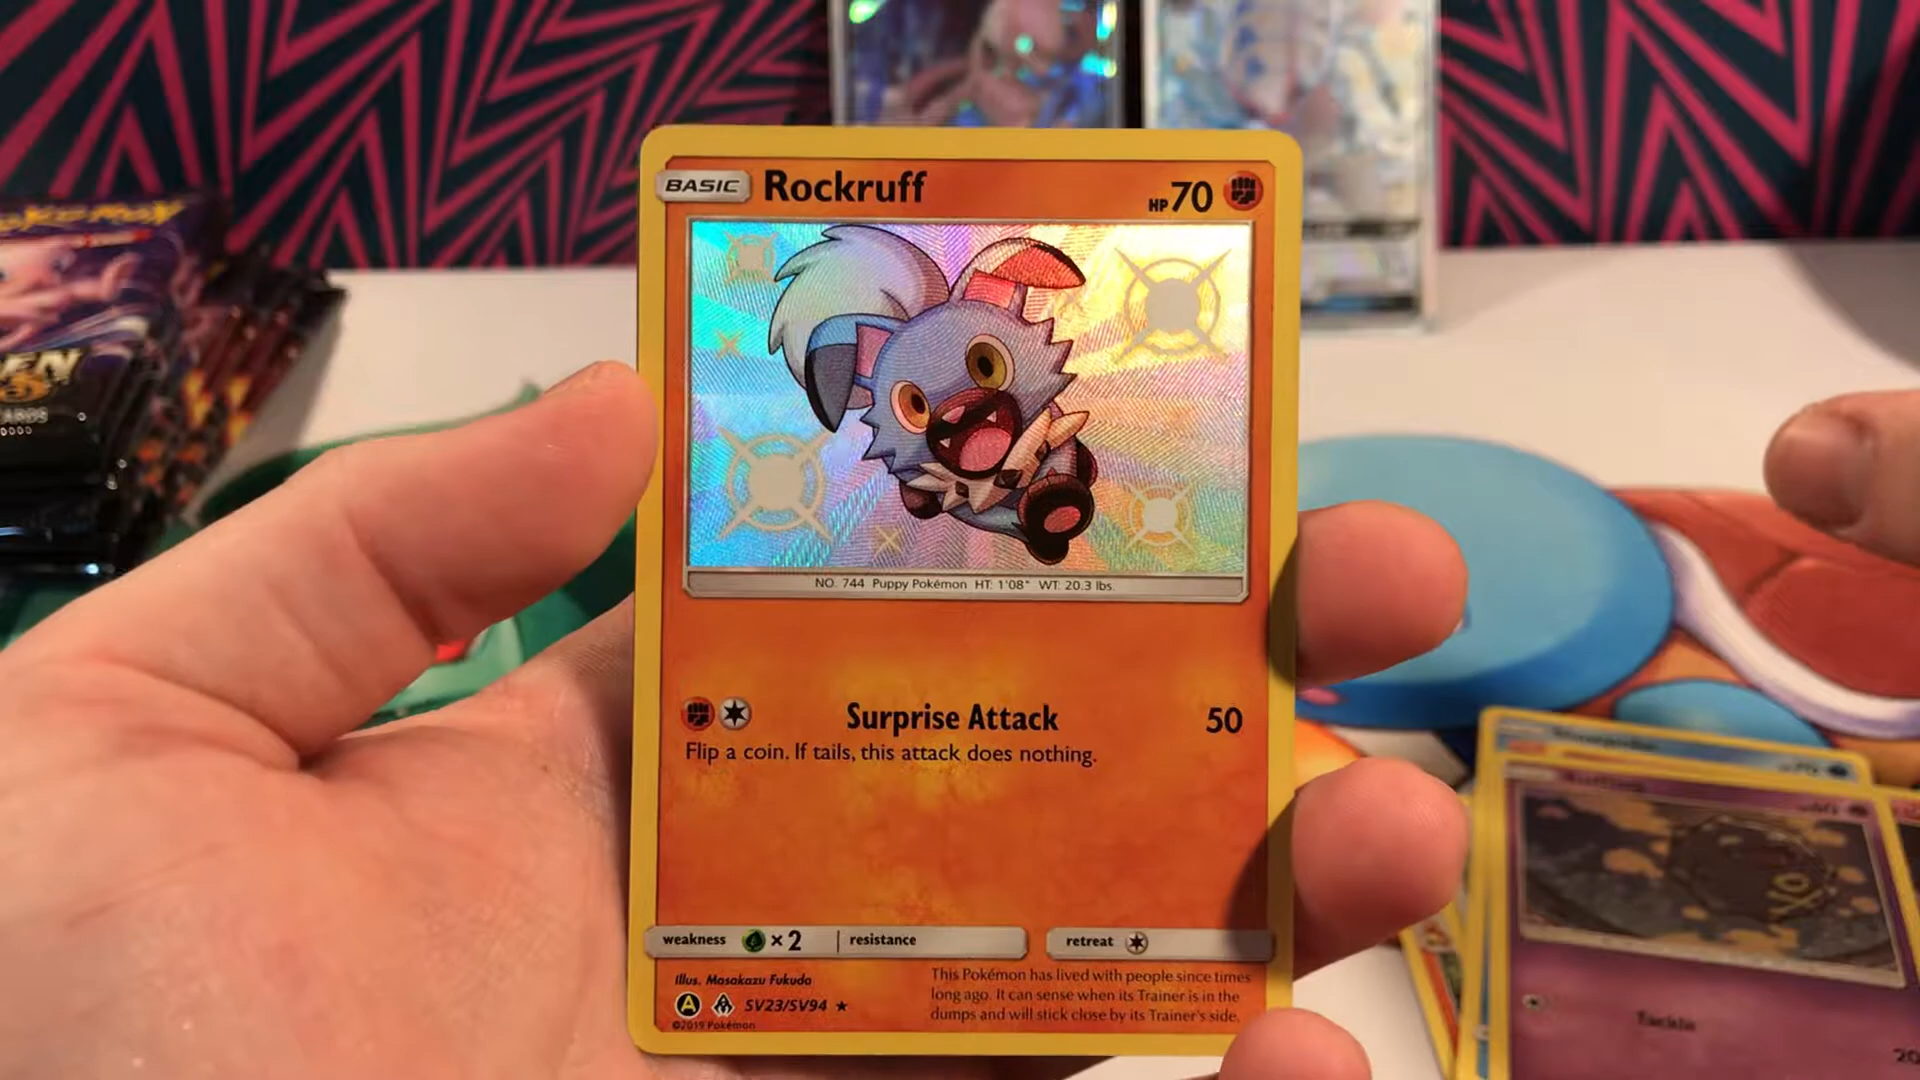 BASIC Rockruff HP 70
NO. 744 Puppy Pokémon HT: 1'08" WT: 20.3 lbs.
Surprise Attack 50
Flip a coin. If tails, this attack does nothing.
weakness ×2 resistance retreat
Illus. Masakazu Fukuda
A SV23/SV94
©2019 Pokémon
This Pokémon has lived with people since times
long ago. It can sense when its Trainer is in the
dumps and will stick close by its Trainer's side.
Tackle
20